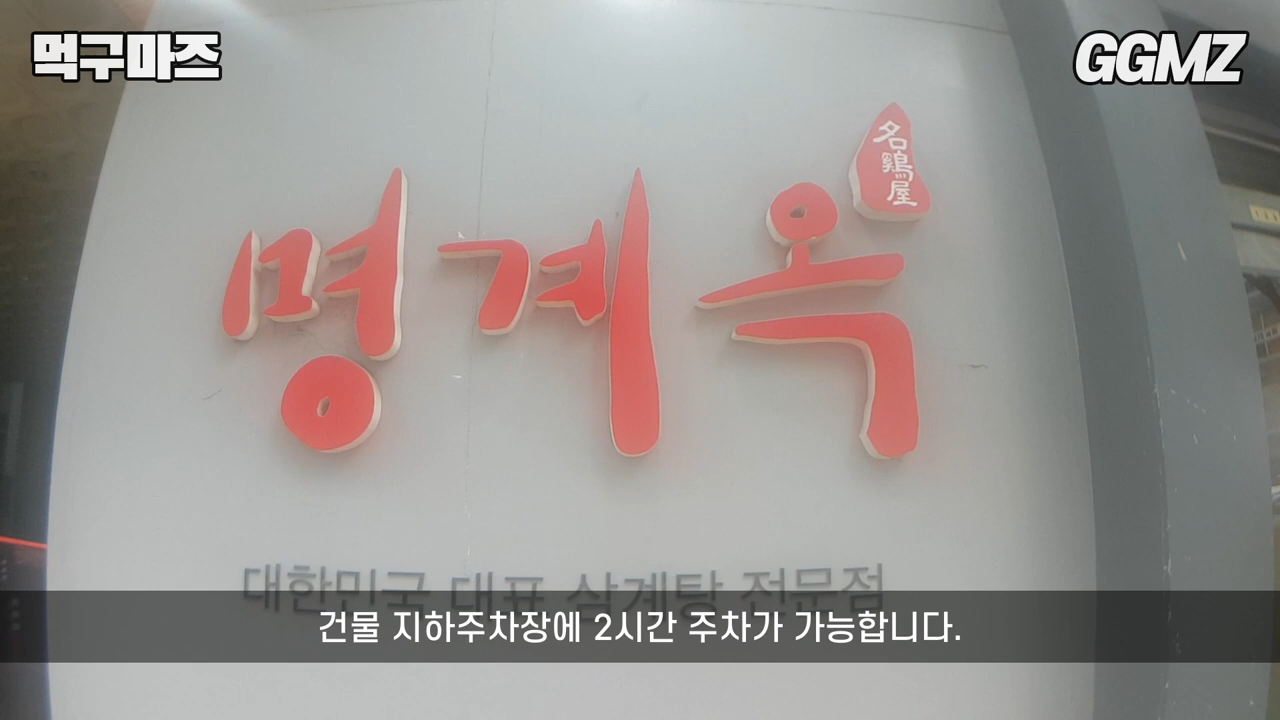 먹구마즈
GGMZ
名鷄屋
명계옥
대한민국 대표 삼계탕 전문점
건물 지하주차장에 2시간 주차가 가능합니다.